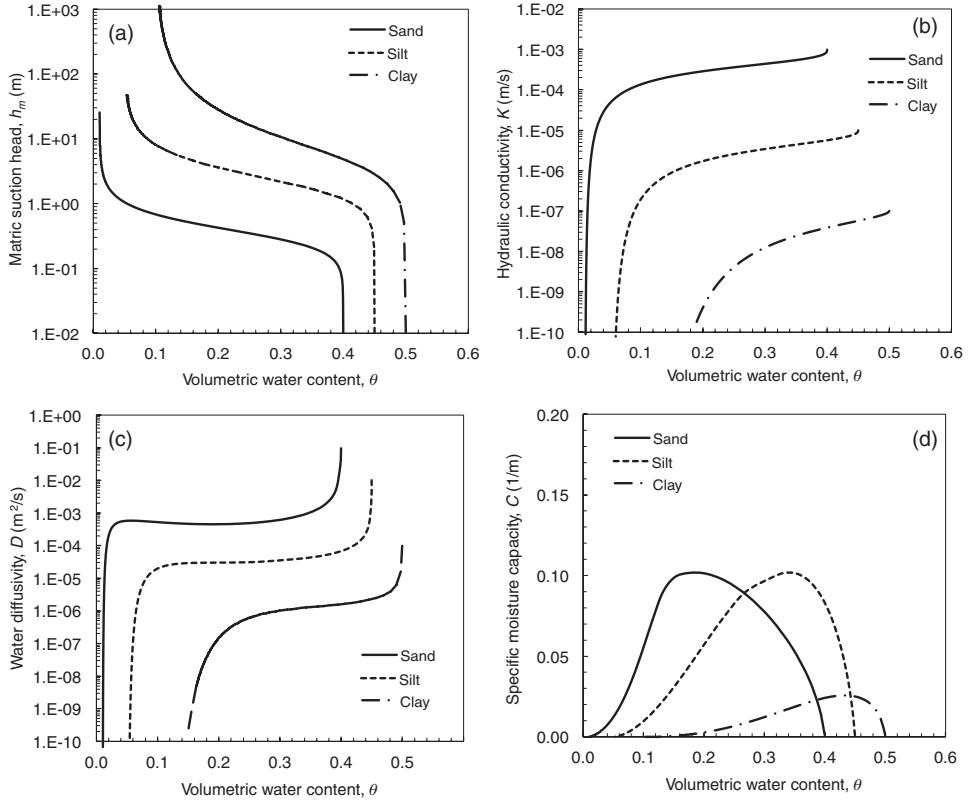 (a)
Sand
Silt
Clay
Matric suction head, hm (m)
1.E+03
1.E+02
1.E+01
1.E+00
1.E-01
1.E-02
0.0 0.1 0.2 0.3 0.4 0.5 0.6
Volumetric water content, θ
(b)
Sand
Silt
Clay
Hydraulic conductivity, K (m/s)
1.E-02
1.E-03
1.E-04
1.E-05
1.E-06
1.E-07
1.E-08
1.E-09
1.E-10
0.0 0.1 0.2 0.3 0.4 0.5 0.6
Volumetric water content, θ
(c)
Sand
Silt
Clay
Water diffusivity, D (m²/s)
1.E+00
1.E-01
1.E-02
1.E-03
1.E-04
1.E-05
1.E-06
1.E-07
1.E-08
1.E-09
1.E-10
0.0 0.1 0.2 0.3 0.4 0.5
Volumetric water content, θ
(d)
Sand
Silt
Clay
Specific moisture capacity, C (1/m)
0.20
0.15
0.10
0.05
0.00
0.0 0.1 0.2 0.3 0.4 0.5 0.6
Volumetric water content, θ